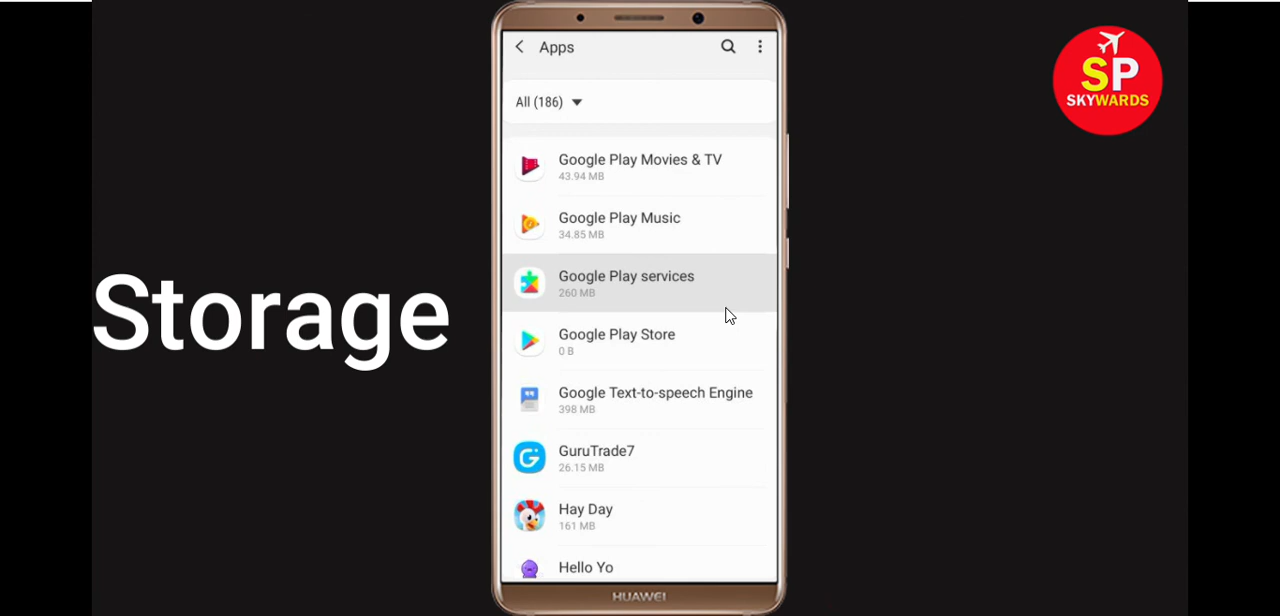 Apps
All (186)
Google Play Movies & TV
43.94 MB
Google Play Music
34.85 MB
Google Play services
260 MB
Google Play Store
0 B
Google Text-to-speech Engine
398 MB
GuruTrade7
26.15 MB
Hay Day
161 MB
Hello Yo
HUAWEI
Storage
SP
SKYWARDS